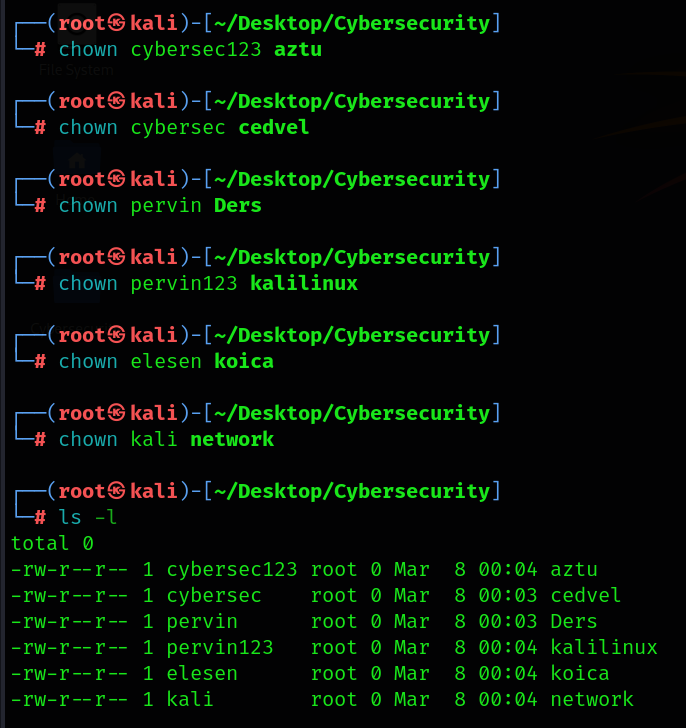 ┌──(root㉿kali)-[~/Desktop/Cybersecurity]
└─# chown cybersec123 aztu
File System
┌──(root㉿kali)-[~/Desktop/Cybersecurity]
└─# chown cybersec cedvel
┌──(root㉿kali)-[~/Desktop/Cybersecurity]
└─# chown pervin Ders
┌──(root㉿kali)-[~/Desktop/Cybersecurity]
└─# chown pervin123 kalilinux
┌──(root㉿kali)-[~/Desktop/Cybersecurity]
└─# chown elesen koica
┌──(root㉿kali)-[~/Desktop/Cybersecurity]
└─# chown kali network
┌──(root㉿kali)-[~/Desktop/Cybersecurity]
└─# ls -l
total 0
-rw-r--r-- 1 cybersec123 root 0 Mar  8 00:04 aztu
-rw-r--r-- 1 cybersec    root 0 Mar  8 00:03 cedvel
-rw-r--r-- 1 pervin      root 0 Mar  8 00:03 Ders
-rw-r--r-- 1 pervin123   root 0 Mar  8 00:04 kalilinux
-rw-r--r-- 1 elesen      root 0 Mar  8 00:04 koica
-rw-r--r-- 1 kali        root 0 Mar  8 00:04 network